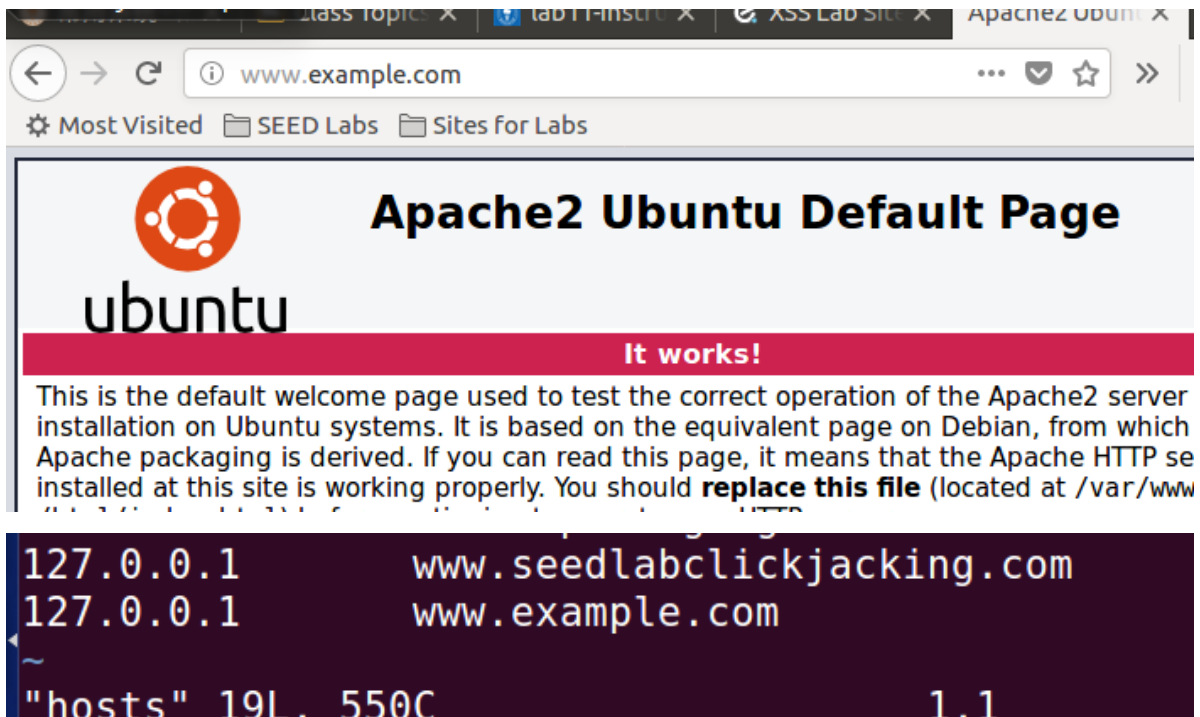 Class Topics lab11-instru XSS Lab Site Apache2 Ubunt
www.example.com
Most Visited SEED Labs Sites for Labs
ubuntu
Apache2 Ubuntu Default Page
It works!
This is the default welcome page used to test the correct operation of the Apache2 server
installation on Ubuntu systems. It is based on the equivalent page on Debian, from which
Apache packaging is derived. If you can read this page, it means that the Apache HTTP se
installed at this site is working properly. You should replace this file (located at /var/www
127.0.0.1 www.seedlabclickjacking.com
127.0.0.1 www.example.com
~
"hosts" 19L, 550C 1,1